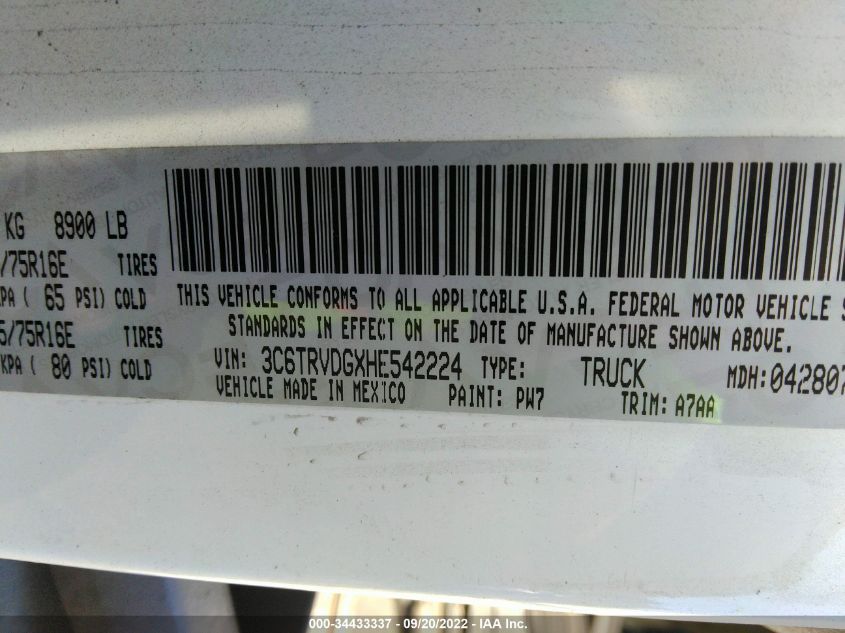 KG 8900 LB
/75R16E TIRES
KPA ( 65 PSI) COLD
5/75R16E TIRES
KPA ( 80 PSI) COLD
THIS VEHICLE CONFORMS TO ALL APPLICABLE U.S.A. FEDERAL MOTOR VEHICLE S
STANDARDS IN EFFECT ON THE DATE OF MANUFACTURE SHOWN ABOVE.
VIN: 3C6TRVDGXHE542224 TYPE: TRUCK MDH:042807
VEHICLE MADE IN MEXICO PAINT: PW7 TRIM: A7AA
000-34433337 - 09/20/2022 - IAA Inc.